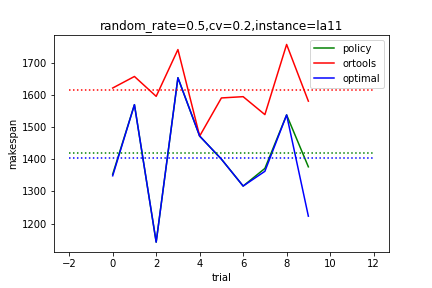 random_rate=0.5,cv=0.2,instance=la11
policy
ortools
optimal
1700
1600
1500
1400
1300
1200
makespan
−2 0 2 4 6 8 10 12
trial